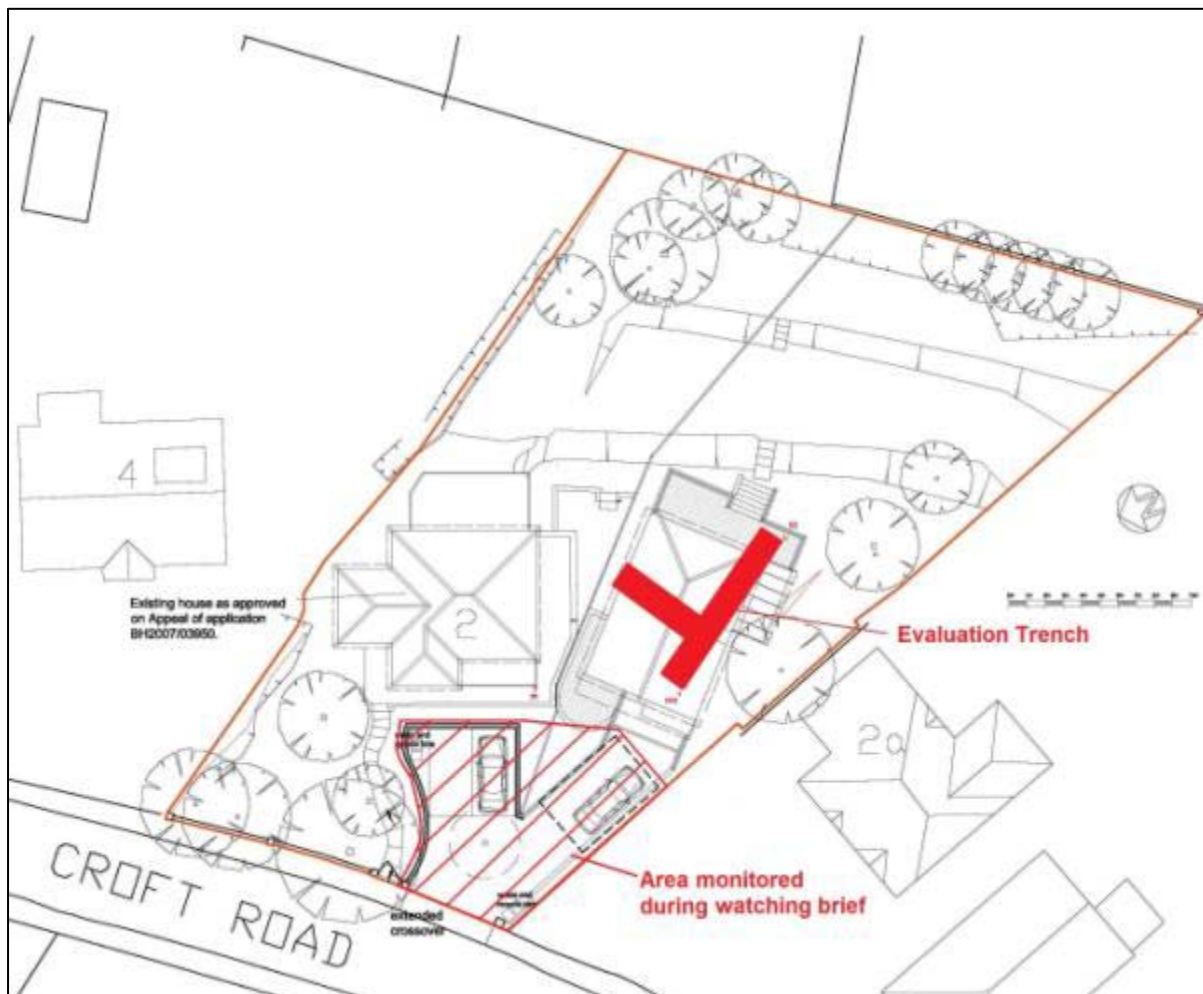 4
Existing house as approved
on Appeal of application
BH2007/03950.
2
Evaluation Trench
2a
Area monitored
during watching brief
extended
crossover
CROFT ROAD